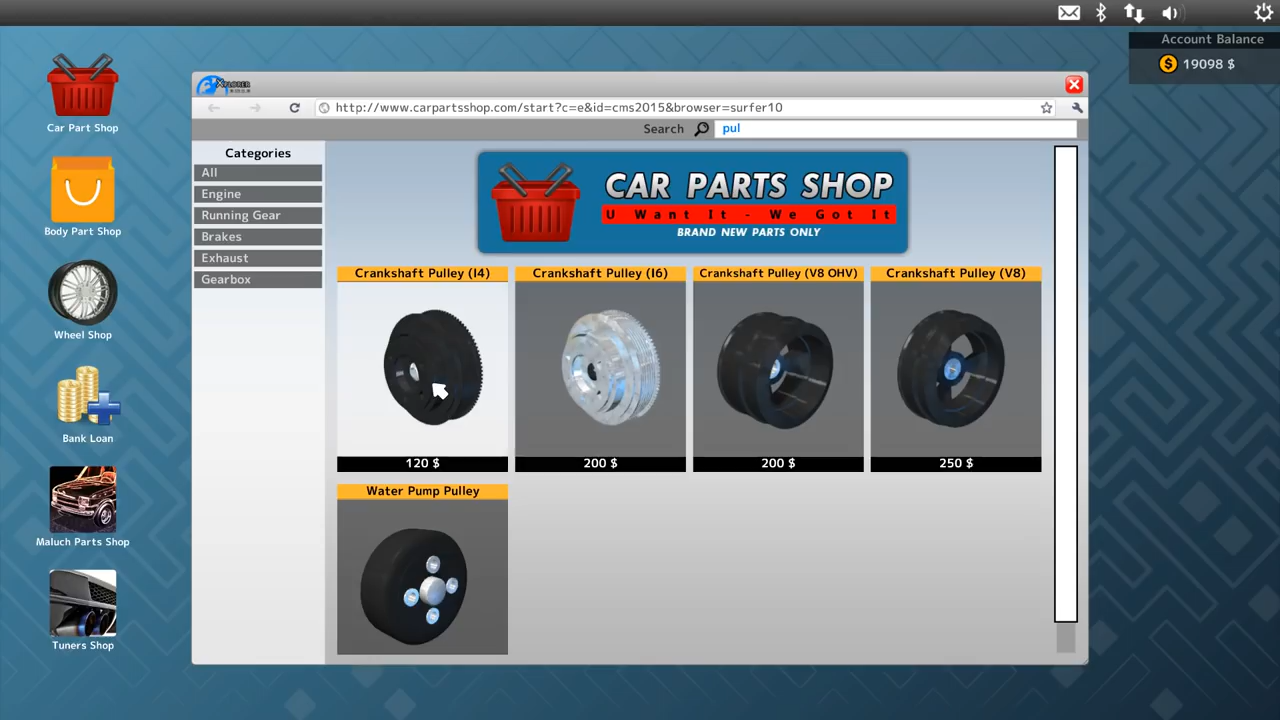 Account Balance
19098 $
Car Part Shop
Body Part Shop
Wheel Shop
Bank Loan
Maluch Parts Shop
Tuners Shop
XPLORER
http://www.carpartsshop.com/start?c=e&id=cms2015&browser=surfer10
Search
pul
Categories
All
Engine
Running Gear
Brakes
Exhaust
Gearbox
CAR PARTS SHOP
U Want It - We Got It
BRAND NEW PARTS ONLY
Crankshaft Pulley (I4)
Crankshaft Pulley (I6)
Crankshaft Pulley (V8 OHV)
Crankshaft Pulley (V8)
120 $
200 $
200 $
250 $
Water Pump Pulley